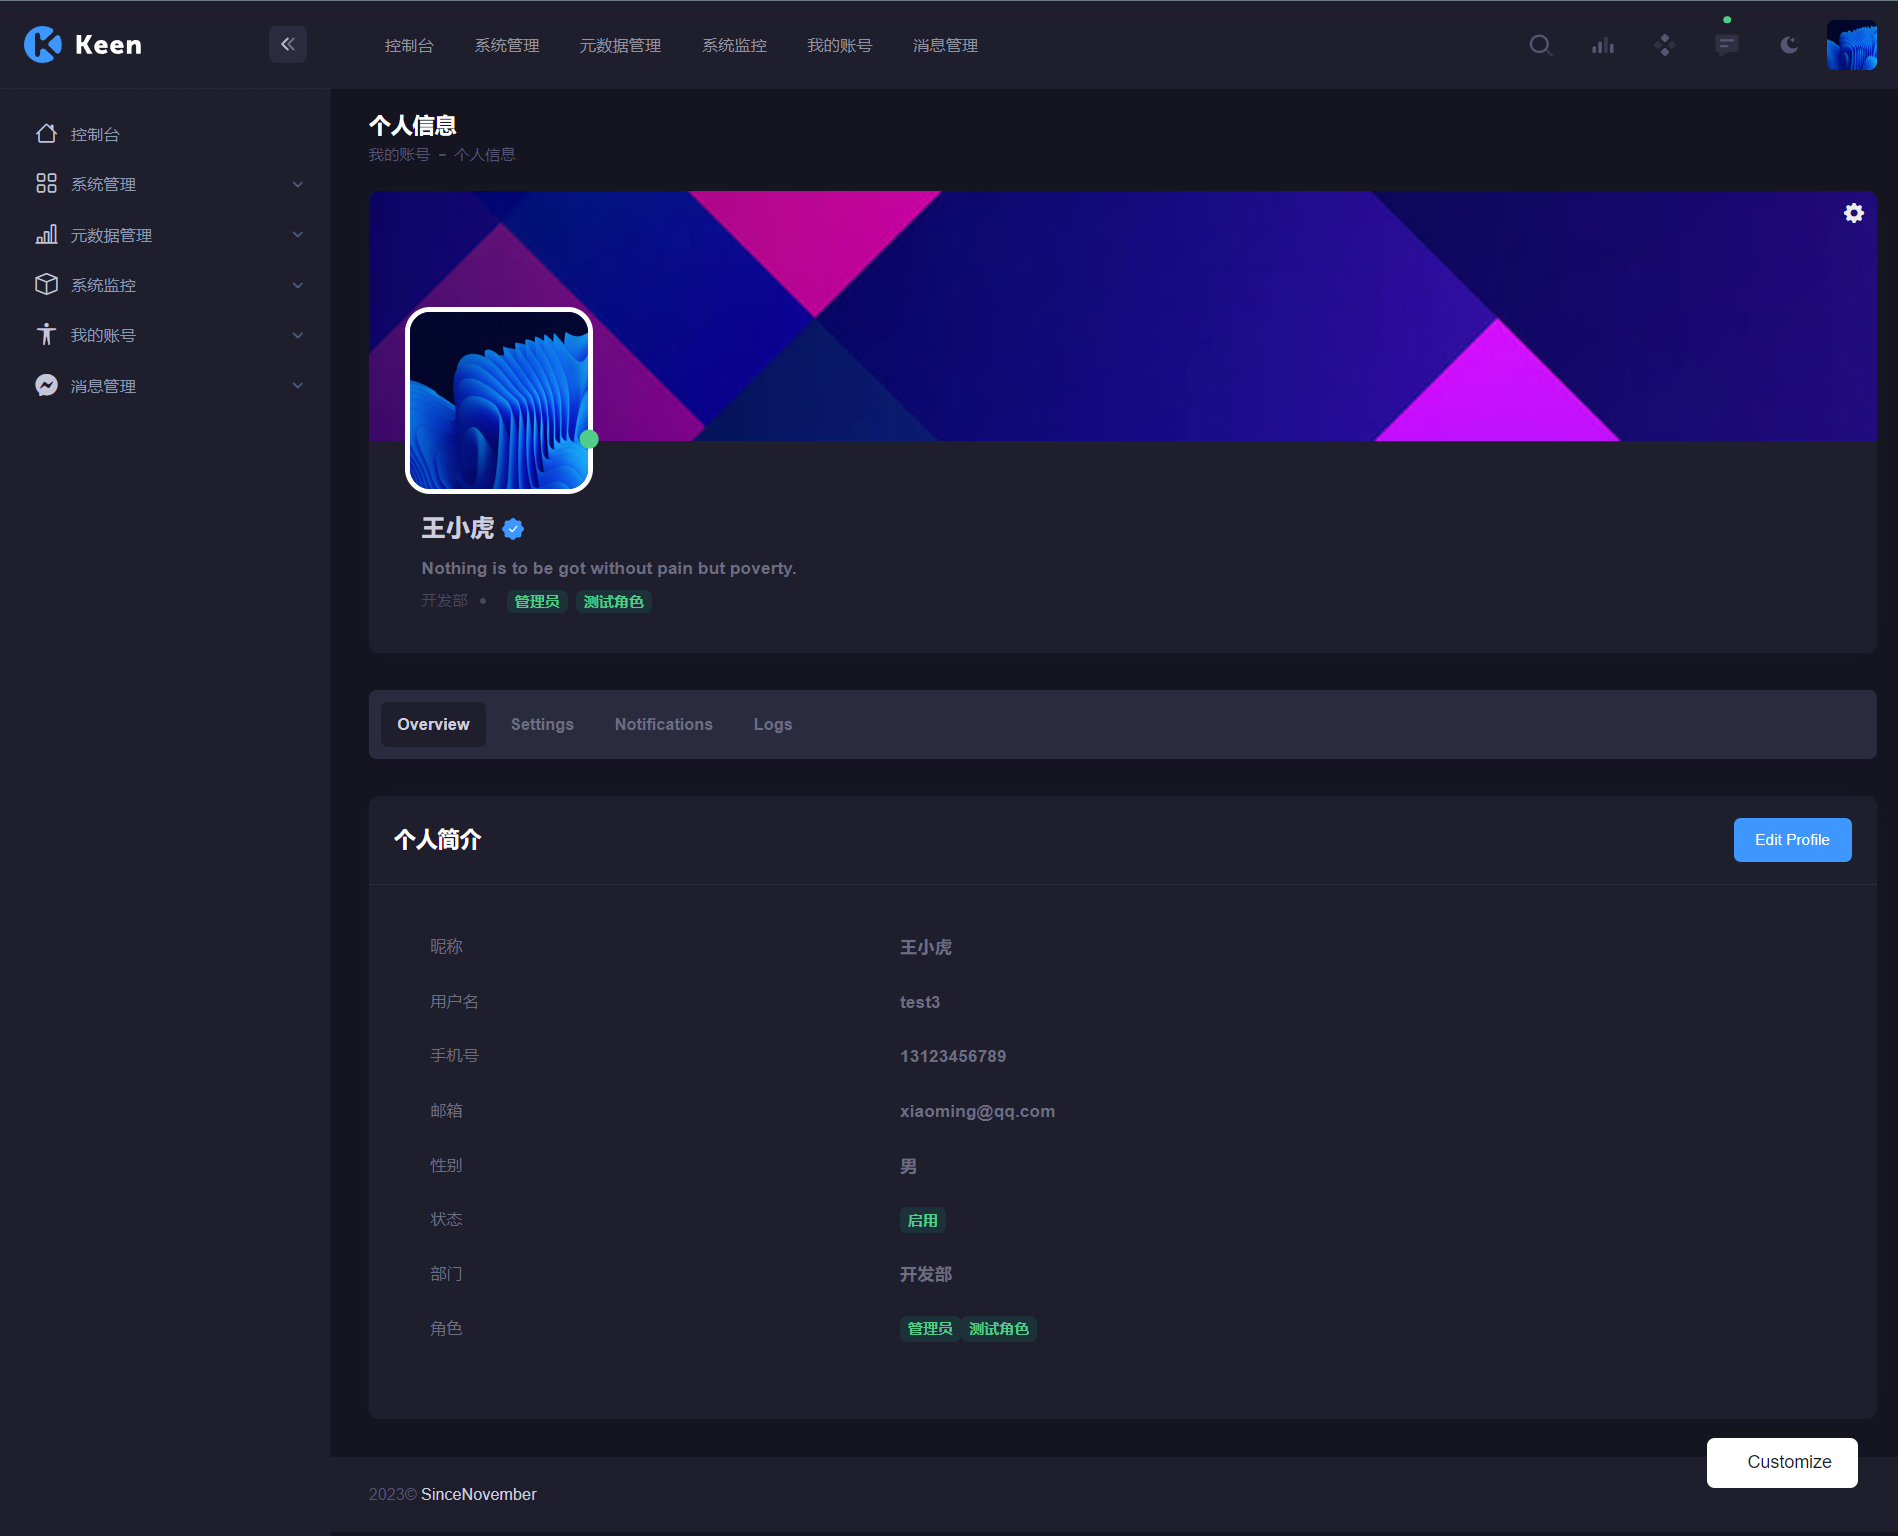 Keen
控制台 系统管理 元数据管理 系统监控 我的账号 消息管理
控制台
系统管理
元数据管理
系统监控
我的账号
消息管理
个人信息
我的账号 - 个人信息
王小虎
Nothing is to be got without pain but poverty.
开发部 • 管理员 测试角色
Overview Settings Notifications Logs
个人简介
Edit Profile
昵称 王小虎
用户名 test3
手机号 13123456789
邮箱 xiaoming@qq.com
性别 男
状态 启用
部门 开发部
角色 管理员 测试角色
Customize
2023© SinceNovember